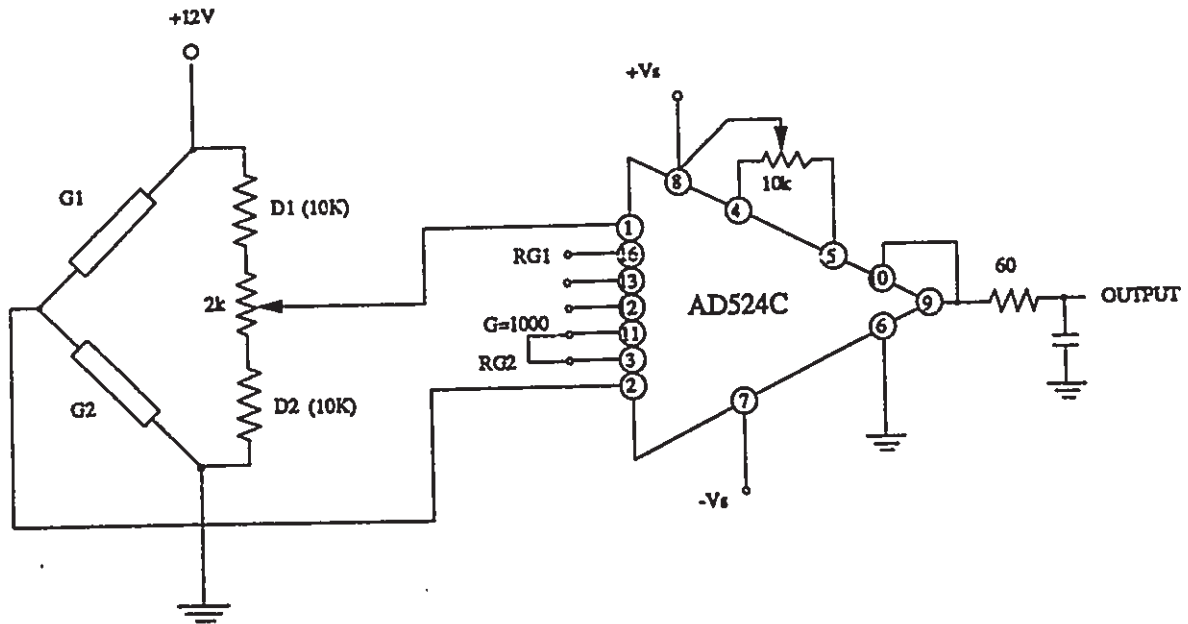 +12V
G1
D1 (10K)
2k
G2
D2 (10K)
+Vs
10k
8
4
5
1
16
13
2
11
3
2
RG1
G=1000
RG2
AD524C
0
9
6
7
-Vs
60
OUTPUT